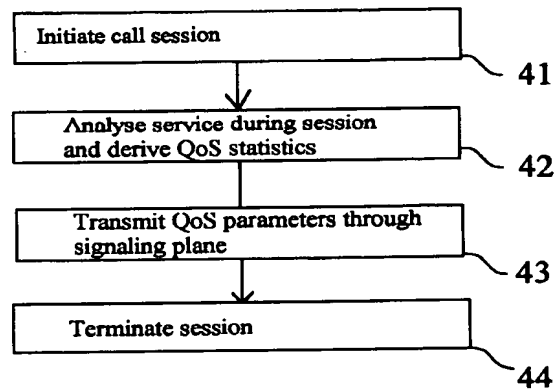 Initiate call session
41
Analyse service during session
and derive QoS statistics
42
Transmit QoS parameters through
signaling plane
43
Terminate session
44